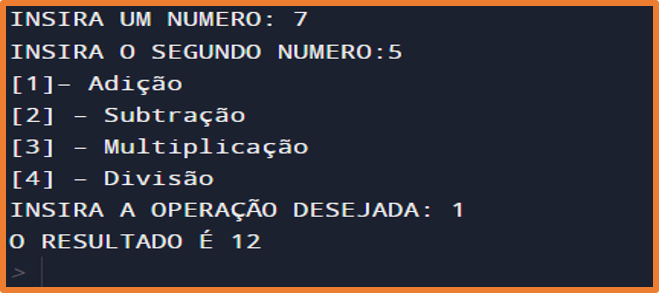 INSIRA UM NUMERO: 7
INSIRA O SEGUNDO NUMERO:5
[1]– Adição
[2] – Subtração
[3] – Multiplicação
[4] – Divisão
INSIRA A OPERAÇÃO DESEJADA: 1
O RESULTADO É 12
>